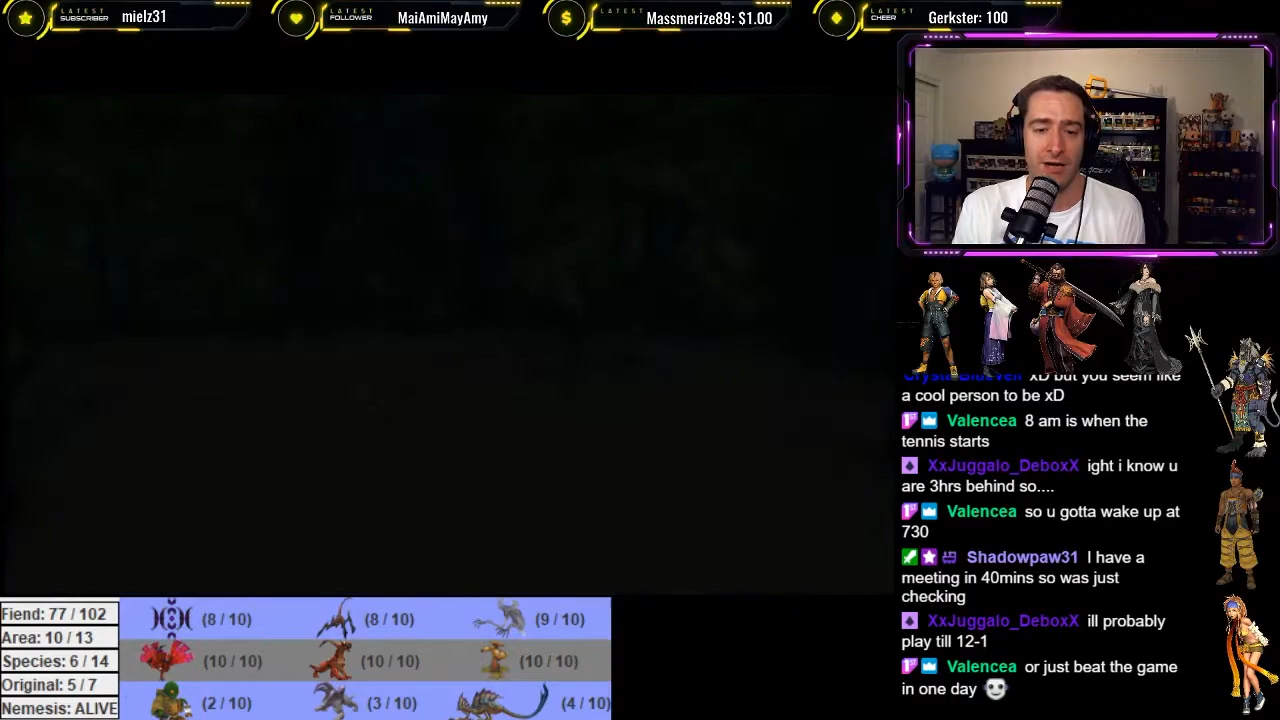 LATEST SUBSCRIBER mielz31
LATEST FOLLOWER MaiAmiMayAmy
LATEST Massmerize89: $1.00
LATEST CHEER Gerkster: 100
XD but you seem like
a cool person to be xD
Valencea 8 am is when the
tennis starts
XxJuggalo_DeboxX ight i know u
are 3hrs behind so....
Valencea so u gotta wake up at
730
Shadowpaw31 I have a
meeting in 40mins so was just
checking
XxJuggalo_DeboxX ill probably
play till 12-1
Valencea or just beat the game
in one day
Fiend: 77 / 102
Area: 10 / 13
Species: 6 / 14
Original: 5 / 7
Nemesis: ALIVE
(8 / 10) (8 / 10) (9 / 10)
(10 / 10) (10 / 10) (10 / 10)
(2 / 10) (3 / 10) (4 / 10)